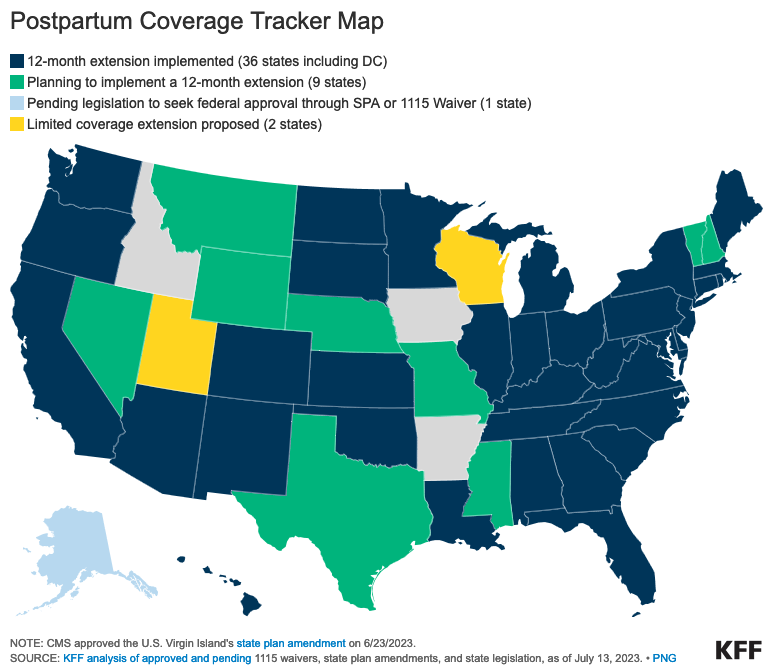 Postpartum Coverage Tracker Map
12-month extension implemented (36 states including DC)
Planning to implement a 12-month extension (9 states)
Pending legislation to seek federal approval through SPA or 1115 Waiver (1 state)
Limited coverage extension proposed (2 states)
NOTE: CMS approved the U.S. Virgin Island's state plan amendment on 6/23/2023.
SOURCE: KFF analysis of approved and pending 1115 waivers, state plan amendments, and state legislation, as of July 13, 2023. • PNG
KFF